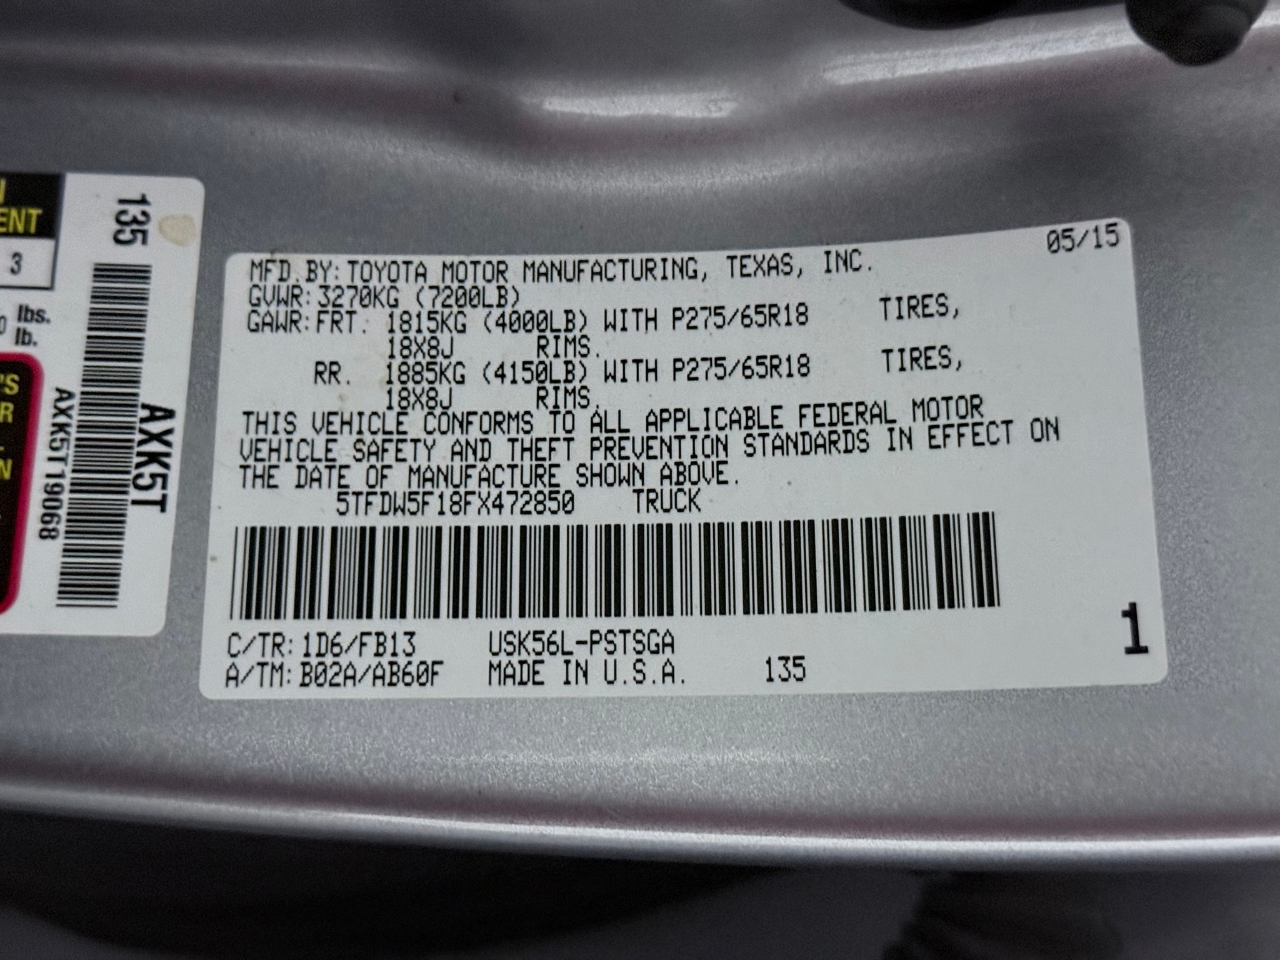 ENT
3
lbs.
lb.
'S
R
N
135
AXK5T
AXK5T19068
05/15
MFD.BY: TOYOTA MOTOR MANUFACTURING, TEXAS, INC.
GVWR: 3270KG (7200LB)
GAWR: FRT. 1815KG (4000LB) WITH P275/65R18 TIRES,
18X8J RIMS.
RR. 1885KG (4150LB) WITH P275/65R18 TIRES,
18X8J RIMS.
THIS VEHICLE CONFORMS TO ALL APPLICABLE FEDERAL MOTOR
VEHICLE SAFETY AND THEFT PREVENTION STANDARDS IN EFFECT ON
THE DATE OF MANUFACTURE SHOWN ABOVE.
5TFDW5F18FX472850 TRUCK
C/TR: 1D6/FB13 USK56L-PSTSGA
A/TM: B02A/AB60F MADE IN U.S.A. 135
1